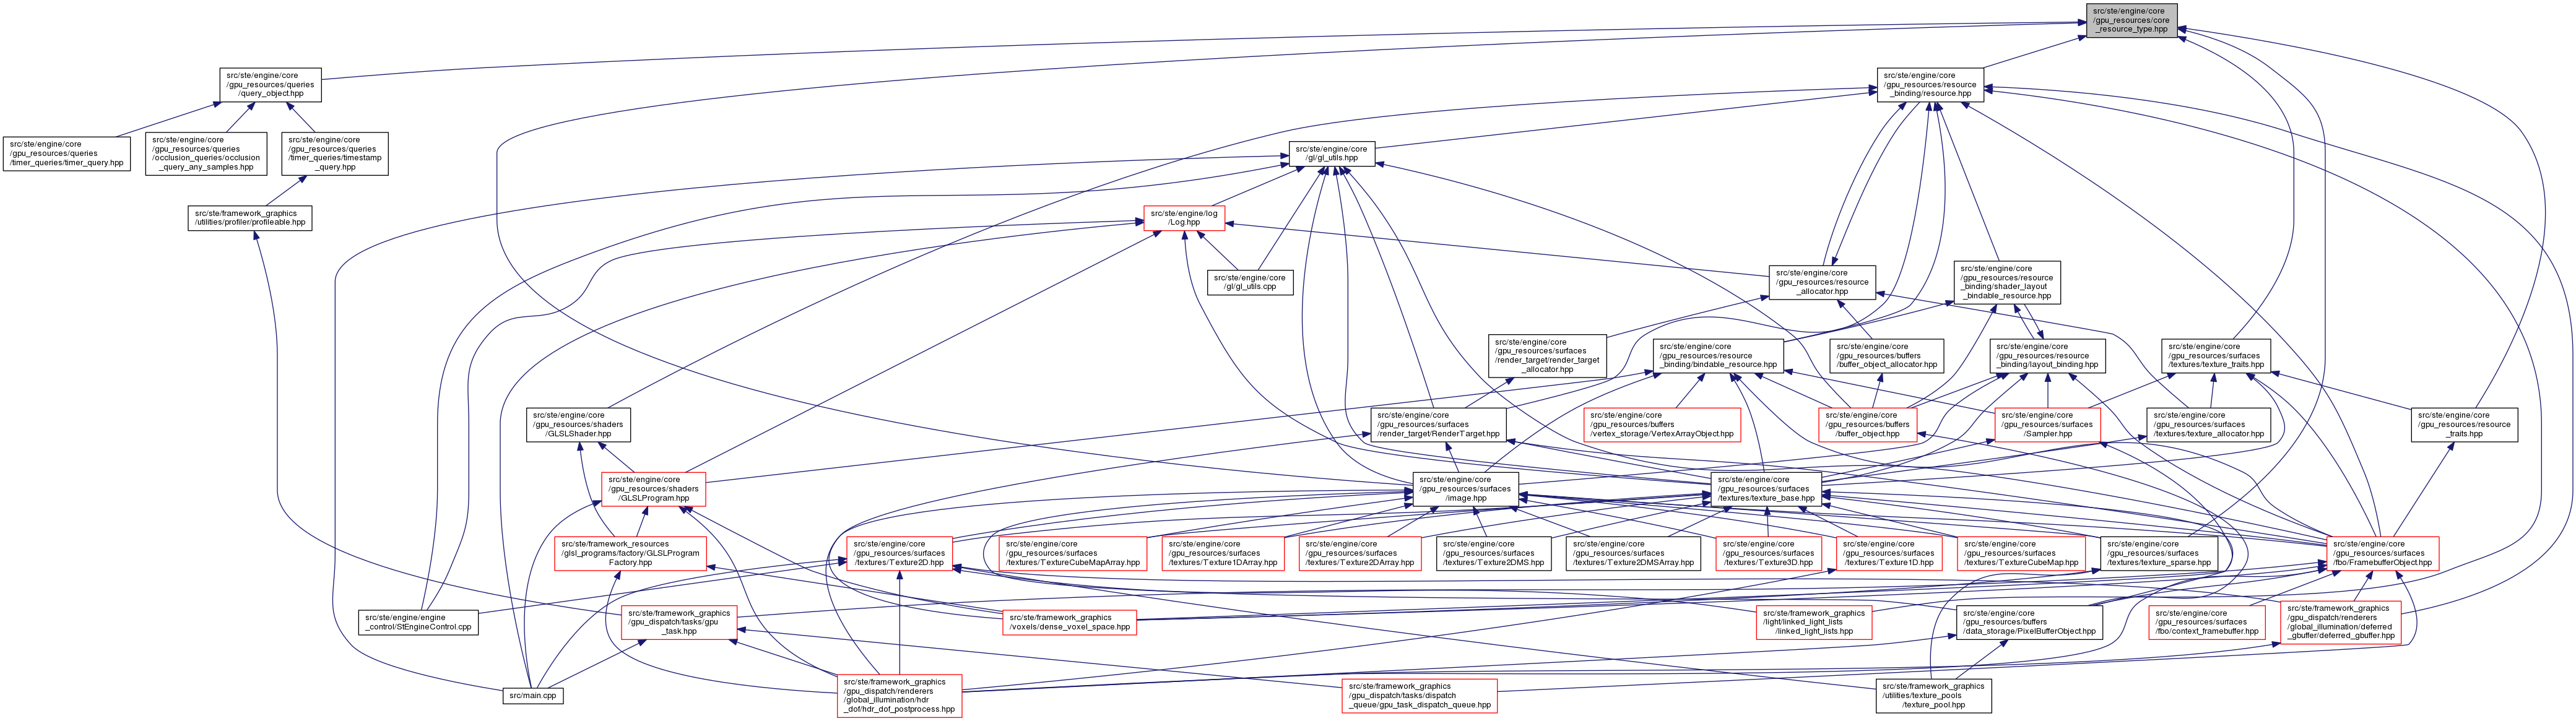 src/ste/engine/core
/gpu_resources/core
_resource_type.hpp
src/ste/engine/core
/gpu_resources/queries
/query_object.hpp
src/ste/engine/core
/gpu_resources/resource
_binding/resource.hpp
src/ste/engine/core
/gpu_resources/queries
/timer_queries/timer_query.hpp
src/ste/engine/core
/gpu_resources/queries
/occlusion_queries/occlusion
_query_any_samples.hpp
src/ste/engine/core
/gpu_resources/queries
/timer_queries/timestamp
_query.hpp
src/ste/engine/core
/gl/gl_utils.hpp
src/ste/framework_graphics
/utilities/profiler/profileable.hpp
src/ste/engine/log
/Log.hpp
src/ste/engine/core
/gl/gl_utils.cpp
src/ste/engine/core
/gpu_resources/resource
_allocator.hpp
src/ste/engine/core
/gpu_resources/resource
_binding/shader_layout
_bindable_resource.hpp
src/ste/engine/core
/gpu_resources/surfaces
/render_target/render_target
_allocator.hpp
src/ste/engine/core
/gpu_resources/resource
_binding/bindable_resource.hpp
src/ste/engine/core
/gpu_resources/buffers
/buffer_object_allocator.hpp
src/ste/engine/core
/gpu_resources/resource
_binding/layout_binding.hpp
src/ste/engine/core
/gpu_resources/surfaces
/textures/texture_traits.hpp
src/ste/engine/core
/gpu_resources/shaders
/GLSLShader.hpp
src/ste/engine/core
/gpu_resources/surfaces
/render_target/RenderTarget.hpp
src/ste/engine/core
/gpu_resources/buffers
/vertex_storage/VertexArrayObject.hpp
src/ste/engine/core
/gpu_resources/buffers
/buffer_object.hpp
src/ste/engine/core
/gpu_resources/surfaces
/Sampler.hpp
src/ste/engine/core
/gpu_resources/surfaces
/textures/texture_allocator.hpp
src/ste/engine/core
/gpu_resources/resource
_traits.hpp
src/ste/engine/core
/gpu_resources/shaders
/GLSLProgram.hpp
src/ste/engine/core
/gpu_resources/surfaces
/image.hpp
src/ste/engine/core
/gpu_resources/surfaces
/textures/texture_base.hpp
src/ste/framework_resources
/glsl_programs/factory/GLSLProgram
Factory.hpp
src/ste/engine/core
/gpu_resources/surfaces
/textures/Texture2D.hpp
src/ste/engine/core
/gpu_resources/surfaces
/textures/TextureCubeMapArray.hpp
src/ste/engine/core
/gpu_resources/surfaces
/textures/Texture1DArray.hpp
src/ste/engine/core
/gpu_resources/surfaces
/textures/Texture2DArray.hpp
src/ste/engine/core
/gpu_resources/surfaces
/textures/Texture2DMS.hpp
src/ste/engine/core
/gpu_resources/surfaces
/textures/Texture2DMSArray.hpp
src/ste/engine/core
/gpu_resources/surfaces
/textures/Texture3D.hpp
src/ste/engine/core
/gpu_resources/surfaces
/textures/Texture1D.hpp
src/ste/engine/core
/gpu_resources/surfaces
/textures/TextureCubeMap.hpp
src/ste/engine/core
/gpu_resources/surfaces
/textures/texture_sparse.hpp
src/ste/engine/core
/gpu_resources/surfaces
/fbo/FramebufferObject.hpp
src/ste/engine/engine
_control/StEngineControl.cpp
src/ste/framework_graphics
/gpu_dispatch/tasks/gpu
_task.hpp
src/ste/framework_graphics
/voxels/dense_voxel_space.hpp
src/ste/framework_graphics
/light/linked_light_lists
/linked_light_lists.hpp
src/ste/engine/core
/gpu_resources/buffers
/data_storage/PixelBufferObject.hpp
src/ste/engine/core
/gpu_resources/surfaces
/fbo/context_framebuffer.hpp
src/ste/framework_graphics
/gpu_dispatch/renderers
/global_illumination/deferred
_gbuffer/deferred_gbuffer.hpp
src/main.cpp
src/ste/framework_graphics
/gpu_dispatch/renderers
/global_illumination/hdr
_dof/hdr_dof_postprocess.hpp
src/ste/framework_graphics
/gpu_dispatch/tasks/dispatch
_queue/gpu_task_dispatch_queue.hpp
src/ste/framework_graphics
/utilities/texture_pools
/texture_pool.hpp